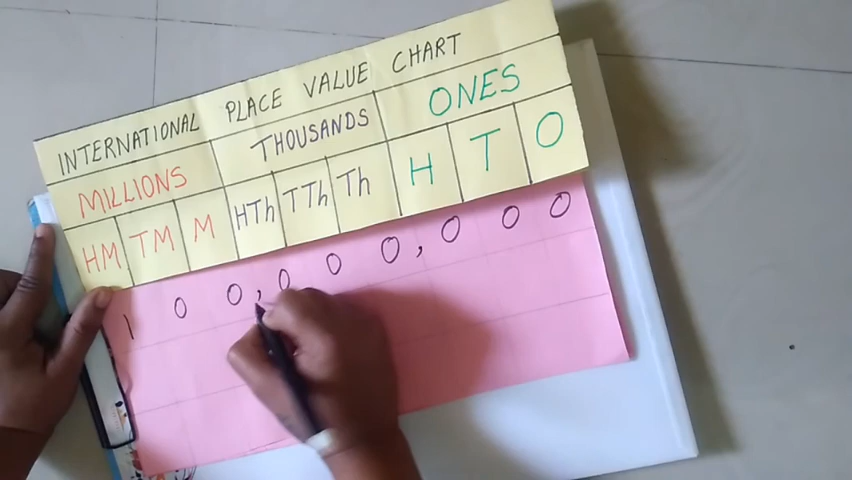 INTERNATIONAL PLACE VALUE CHART
MILLIONS THOUSANDS ONES
HM TM M HTh TTh Th H T O
1 0 0 , 0 0 0 , 0 0 0